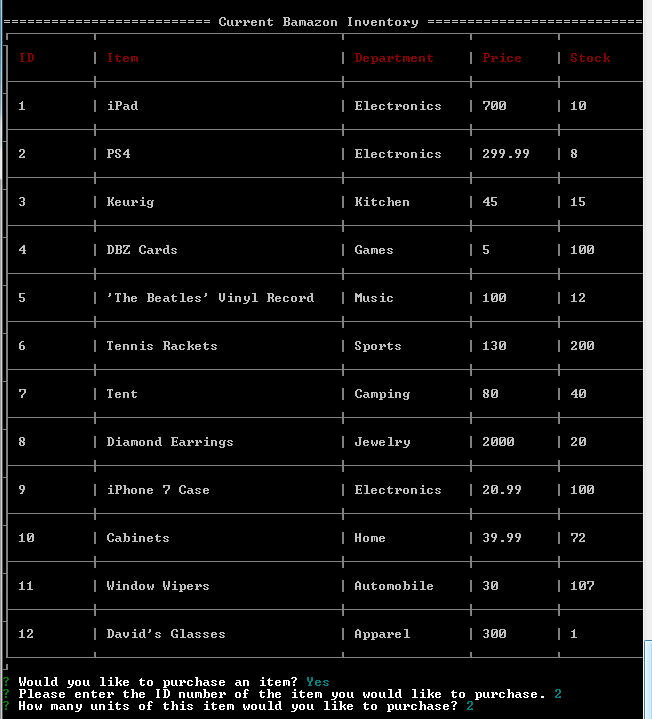 ========================== Current Bamazon Inventory ===========================
ID | Item | Department | Price | Stock
1 | iPad | Electronics | 700 | 10
2 | PS4 | Electronics | 299.99 | 8
3 | Keurig | Kitchen | 45 | 15
4 | DBZ Cards | Games | 5 | 100
5 | 'The Beatles' Vinyl Record | Music | 100 | 12
6 | Tennis Rackets | Sports | 130 | 200
7 | Tent | Camping | 80 | 40
8 | Diamond Earrings | Jewelry | 2000 | 20
9 | iPhone 7 Case | Electronics | 20.99 | 100
10 | Cabinets | Home | 39.99 | 72
11 | Window Wipers | Automobile | 30 | 107
12 | David's Glasses | Apparel | 300 | 1
? Would you like to purchase an item? Yes
? Please enter the ID number of the item you would like to purchase. 2
? How many units of this item would you like to purchase? 2